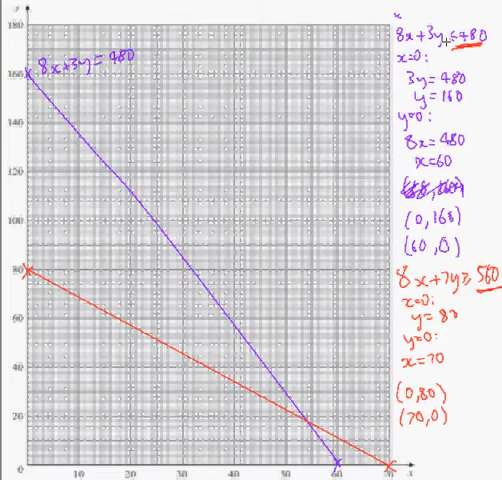 y
180
160
140
120
100
80
60
40
20
0
10
20
30
40
50
60
70
x
8x+3y=480
8x+3y≤480
x=0:
3y=480
y=160
y=0:
8x=480
x=60
(0,160)
(60,0)
8x+7y≥560
x=0:
y=80
y=0:
x=70
(0,80)
(70,0)